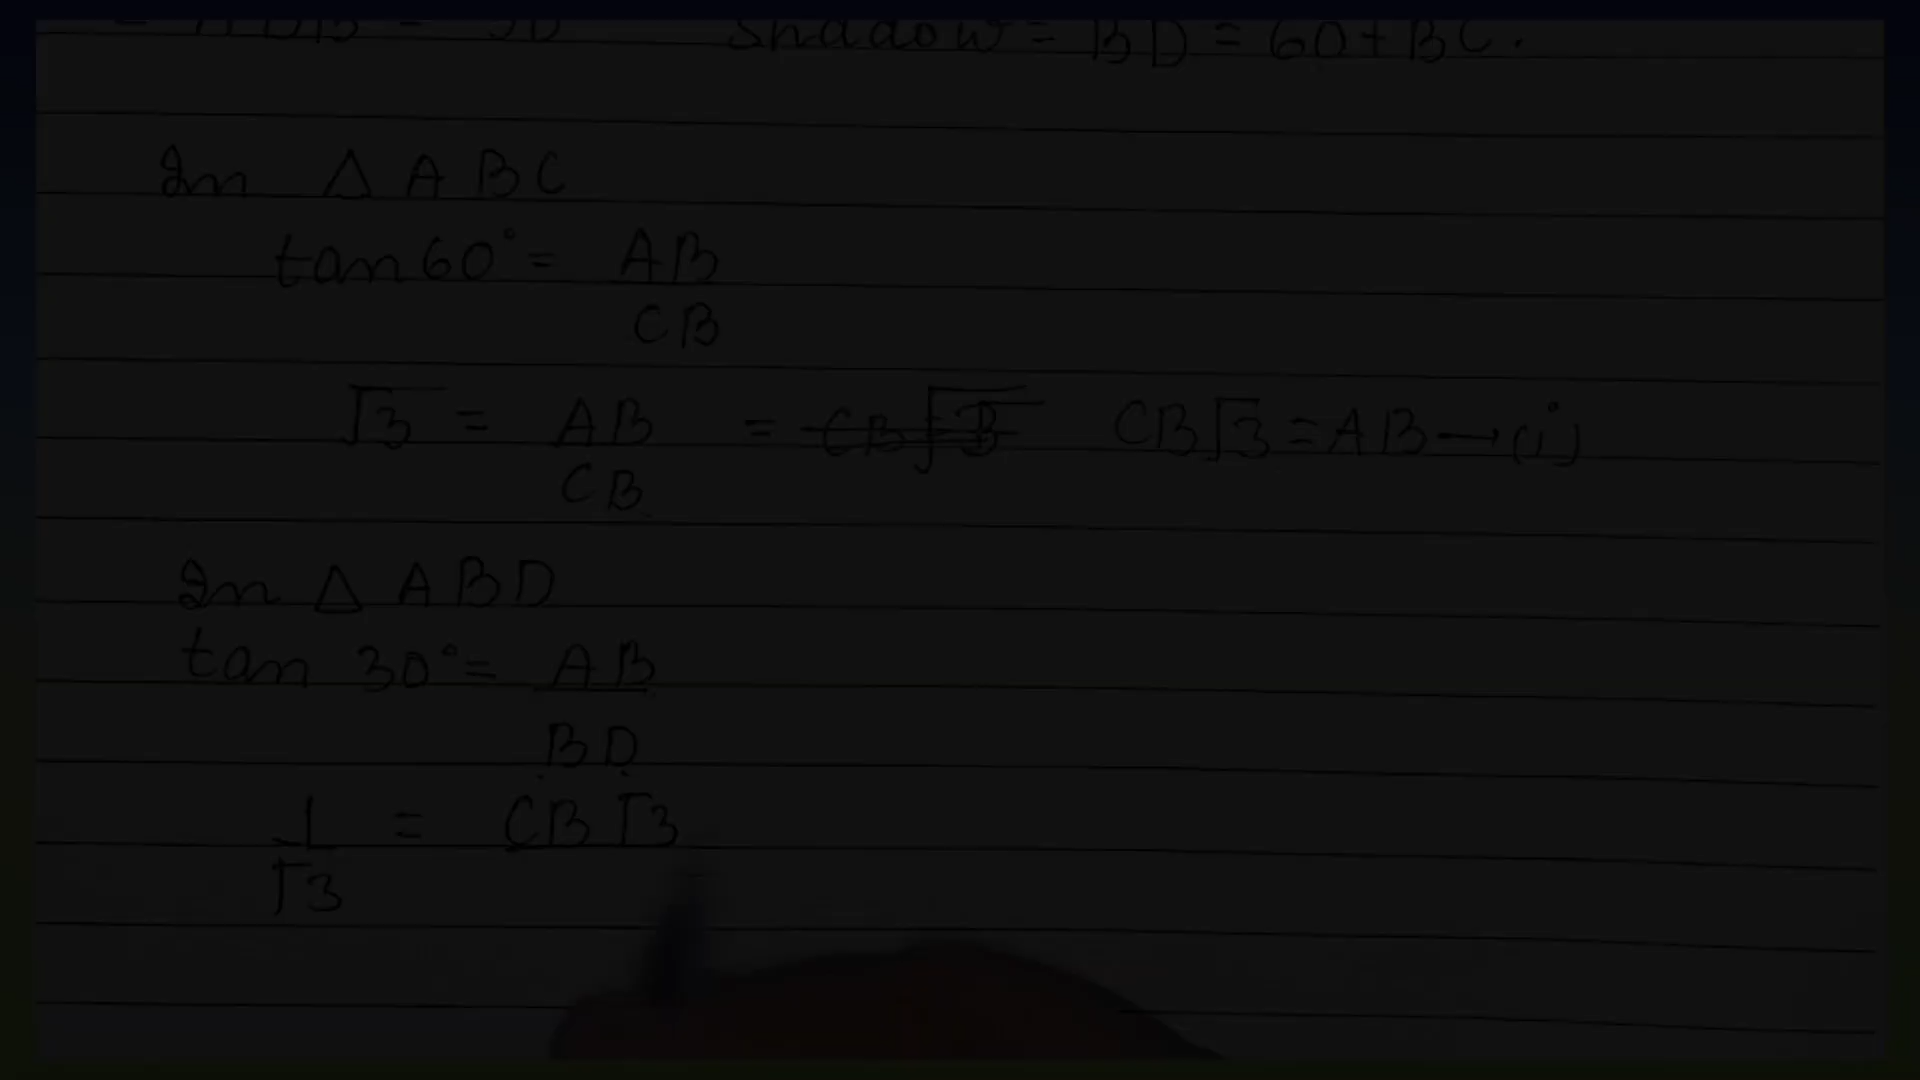 shadow = BD = 60 + BC.
In Δ ABC
tan 60° = AB
CB
√3 = AB = CB√3 CB√3 = AB → (i)
CB
In Δ ABD
tan 30° = AB
BD
1 = CB √3
√3